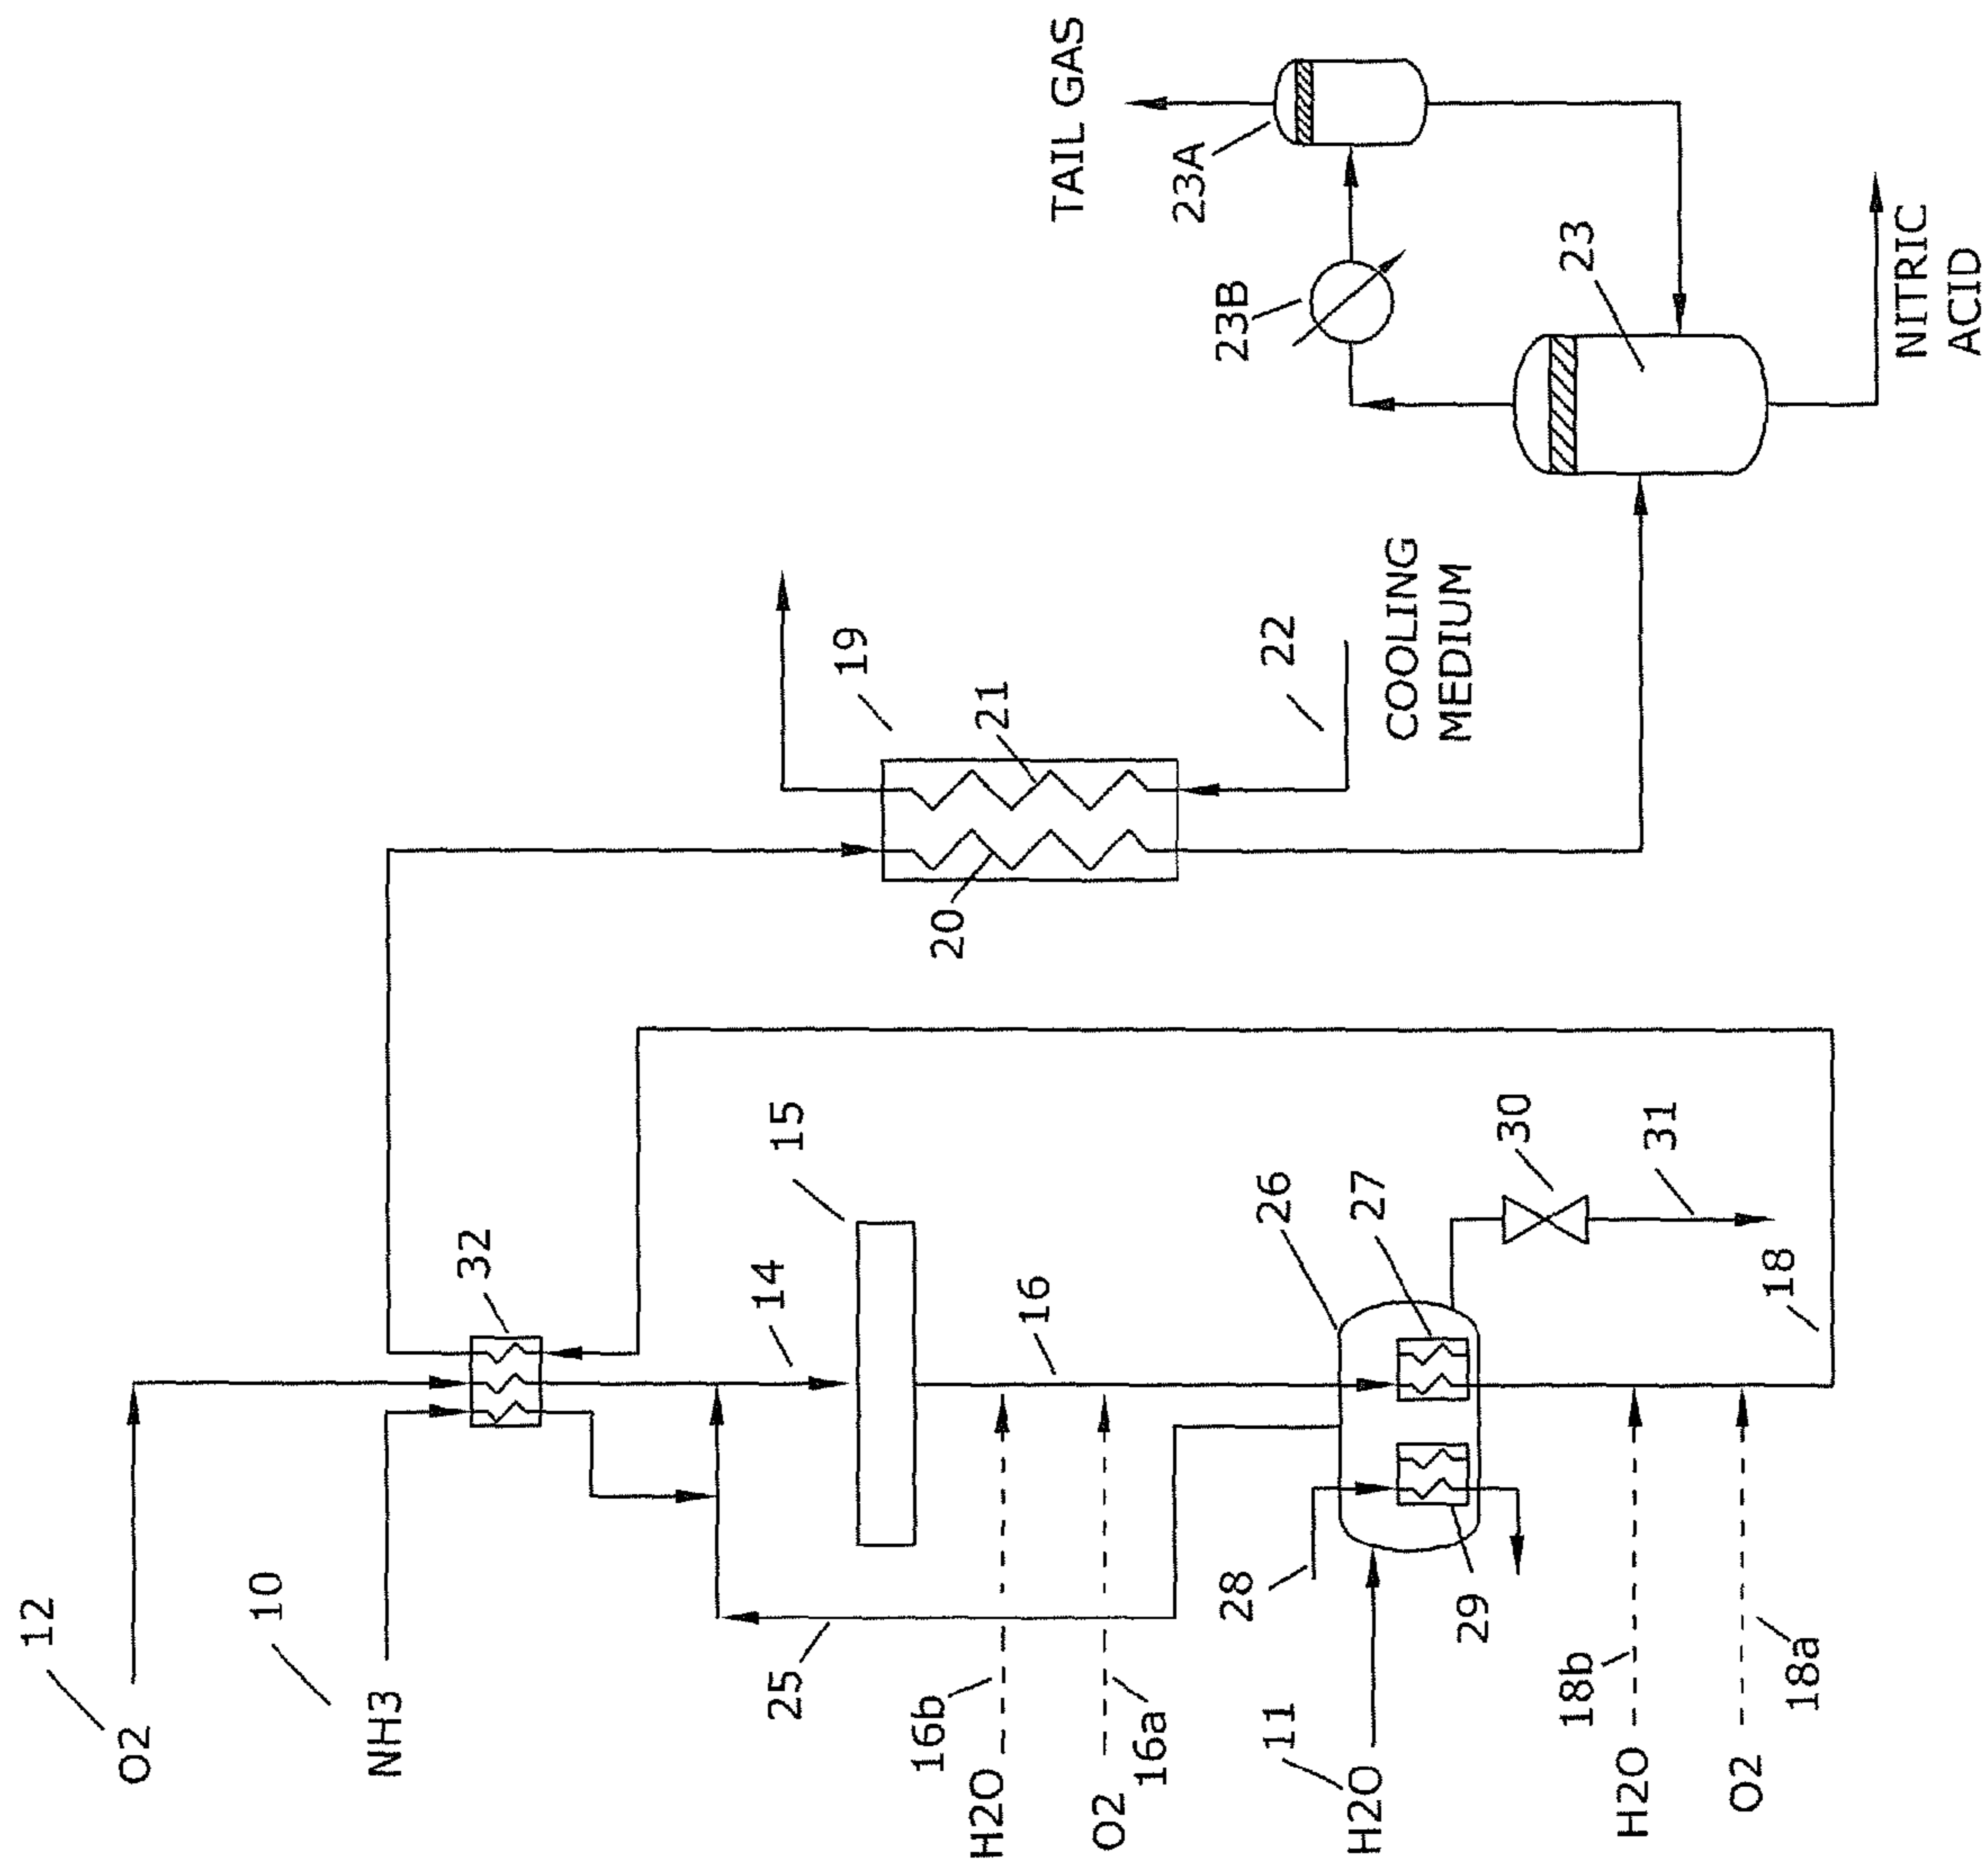 12
O2
10
NH3
32
14
15
25
16b
H2O
16
O2
16a
26
27
28
29
30
31
11
H2O
18
18b
H2O
18a
O2
19
20
21
22
COOLING
MEDIUM
TAIL GAS
23A
23B
23
NITRIC
ACID